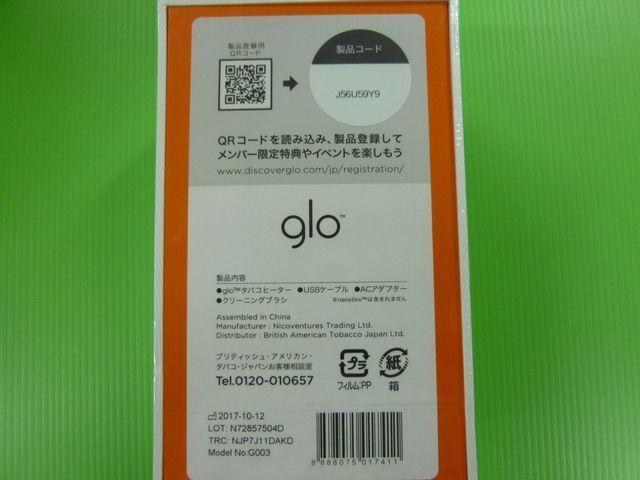 製品登録用
QRコード
製品コード
J56U59Y9
QRコードを読み込み、製品登録して
メンバー限定特典やイベントを楽しもう
www.discoverglo.com/jp/registration/
glo™
製品内容
●glo™タバコヒーター ●USBケーブル ●ACアダプター
●クリーニングブラシ ※neostiks™は含まれません
Assembled in China
Manufacturer : Nicoventures Trading Ltd.
Distributor : British American Tobacco Japan Ltd.
ブリティッシュ・アメリカン・
タバコ・ジャパンお客様相談室
Tel.0120-010657
プラ
フィルム:PP
紙
箱
2017-10-12
LOT: N72857504D
TRC: NJP7J11DAKD
Model No:G003
8 888075 017411